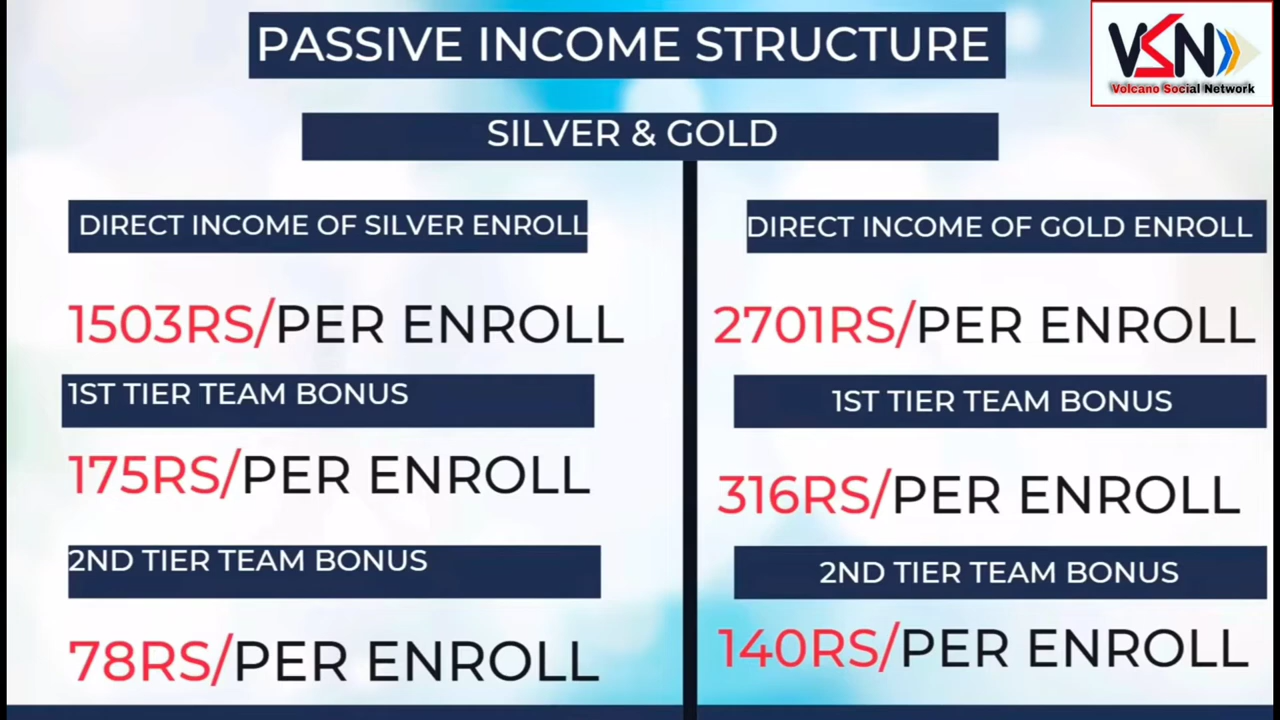 PASSIVE INCOME STRUCTURE
VSN
Volcano Social Network
SILVER & GOLD
DIRECT INCOME OF SILVER ENROLL
1503RS/PER ENROLL
1ST TIER TEAM BONUS
175RS/PER ENROLL
2ND TIER TEAM BONUS
78RS/PER ENROLL
DIRECT INCOME OF GOLD ENROLL
2701RS/PER ENROLL
1ST TIER TEAM BONUS
316RS/PER ENROLL
2ND TIER TEAM BONUS
140RS/PER ENROLL